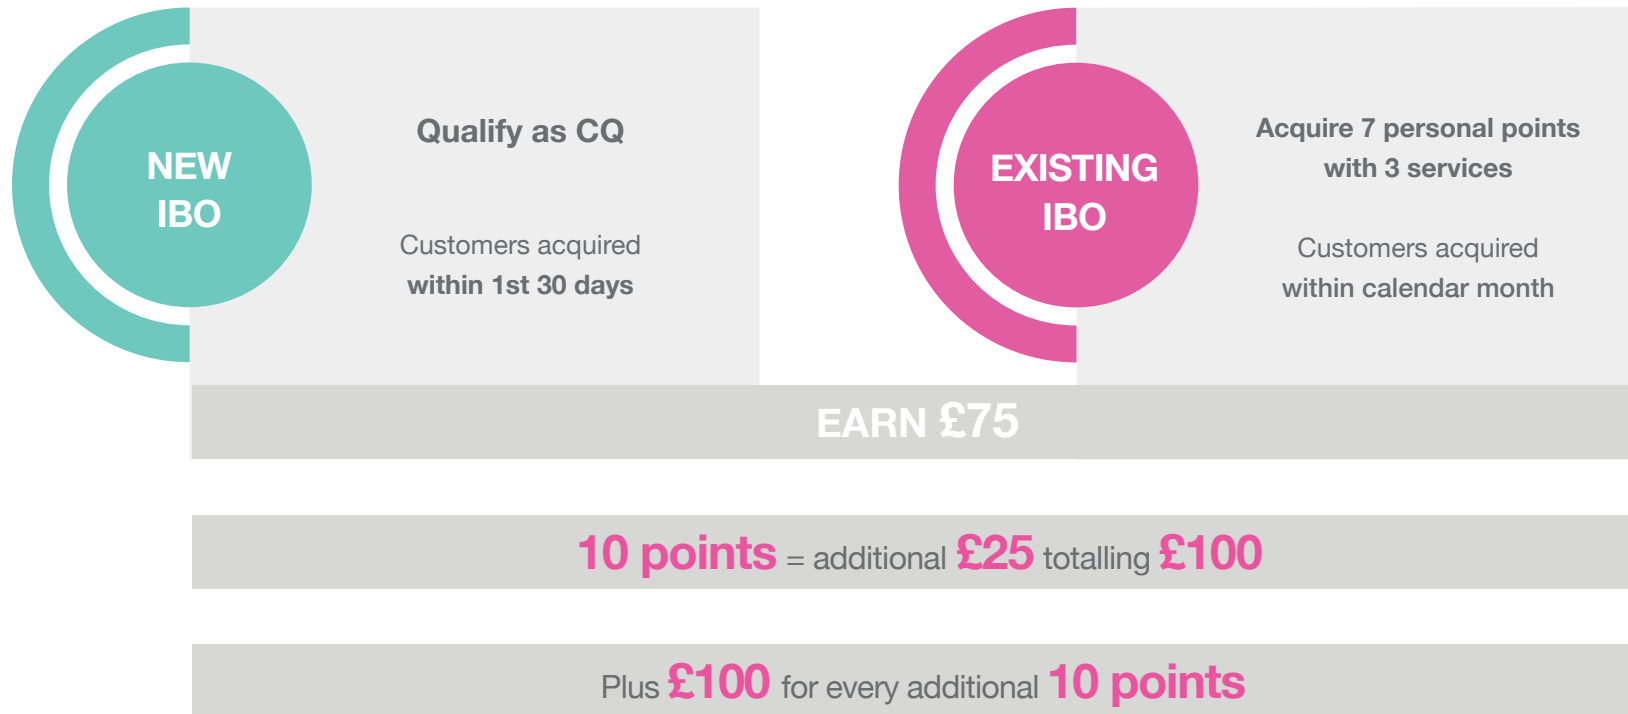 NEW
IBO
Qualify as CQ
Customers acquired
within 1st 30 days
EXISTING
IBO
Acquire 7 personal points
with 3 services
Customers acquired
within calendar month
EARN £75
10 points = additional £25 totalling £100
Plus £100 for every additional 10 points